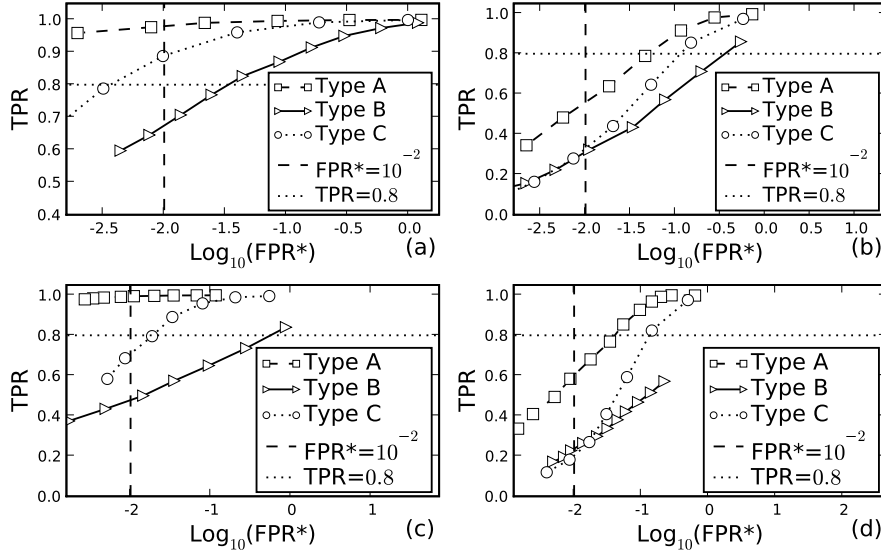 1.0
0.9
0.8
0.7
0.6
0.5
0.4
TPR
-2.5 -2.0 -1.5 -1.0 -0.5 0.0
Log10(FPR*)
(a)
Type A
Type B
Type C
FPR*=10^-2
TPR=0.8
1.0
0.8
0.6
0.4
0.2
0.0
TPR
-2.5 -2.0 -1.5 -1.0 -0.5 0.0 0.5 1.0
Log10(FPR*)
(b)
Type A
Type B
Type C
FPR*=10^-2
TPR=0.8
1.0
0.8
0.6
0.4
0.2
0.0
TPR
-2 -1 0 1
Log10(FPR*)
(c)
Type A
Type B
Type C
FPR*=10^-2
TPR=0.8
1.0
0.8
0.6
0.4
0.2
0.0
TPR
-2 -1 0 1 2
Log10(FPR*)
(d)
Type A
Type B
Type C
FPR*=10^-2
TPR=0.8